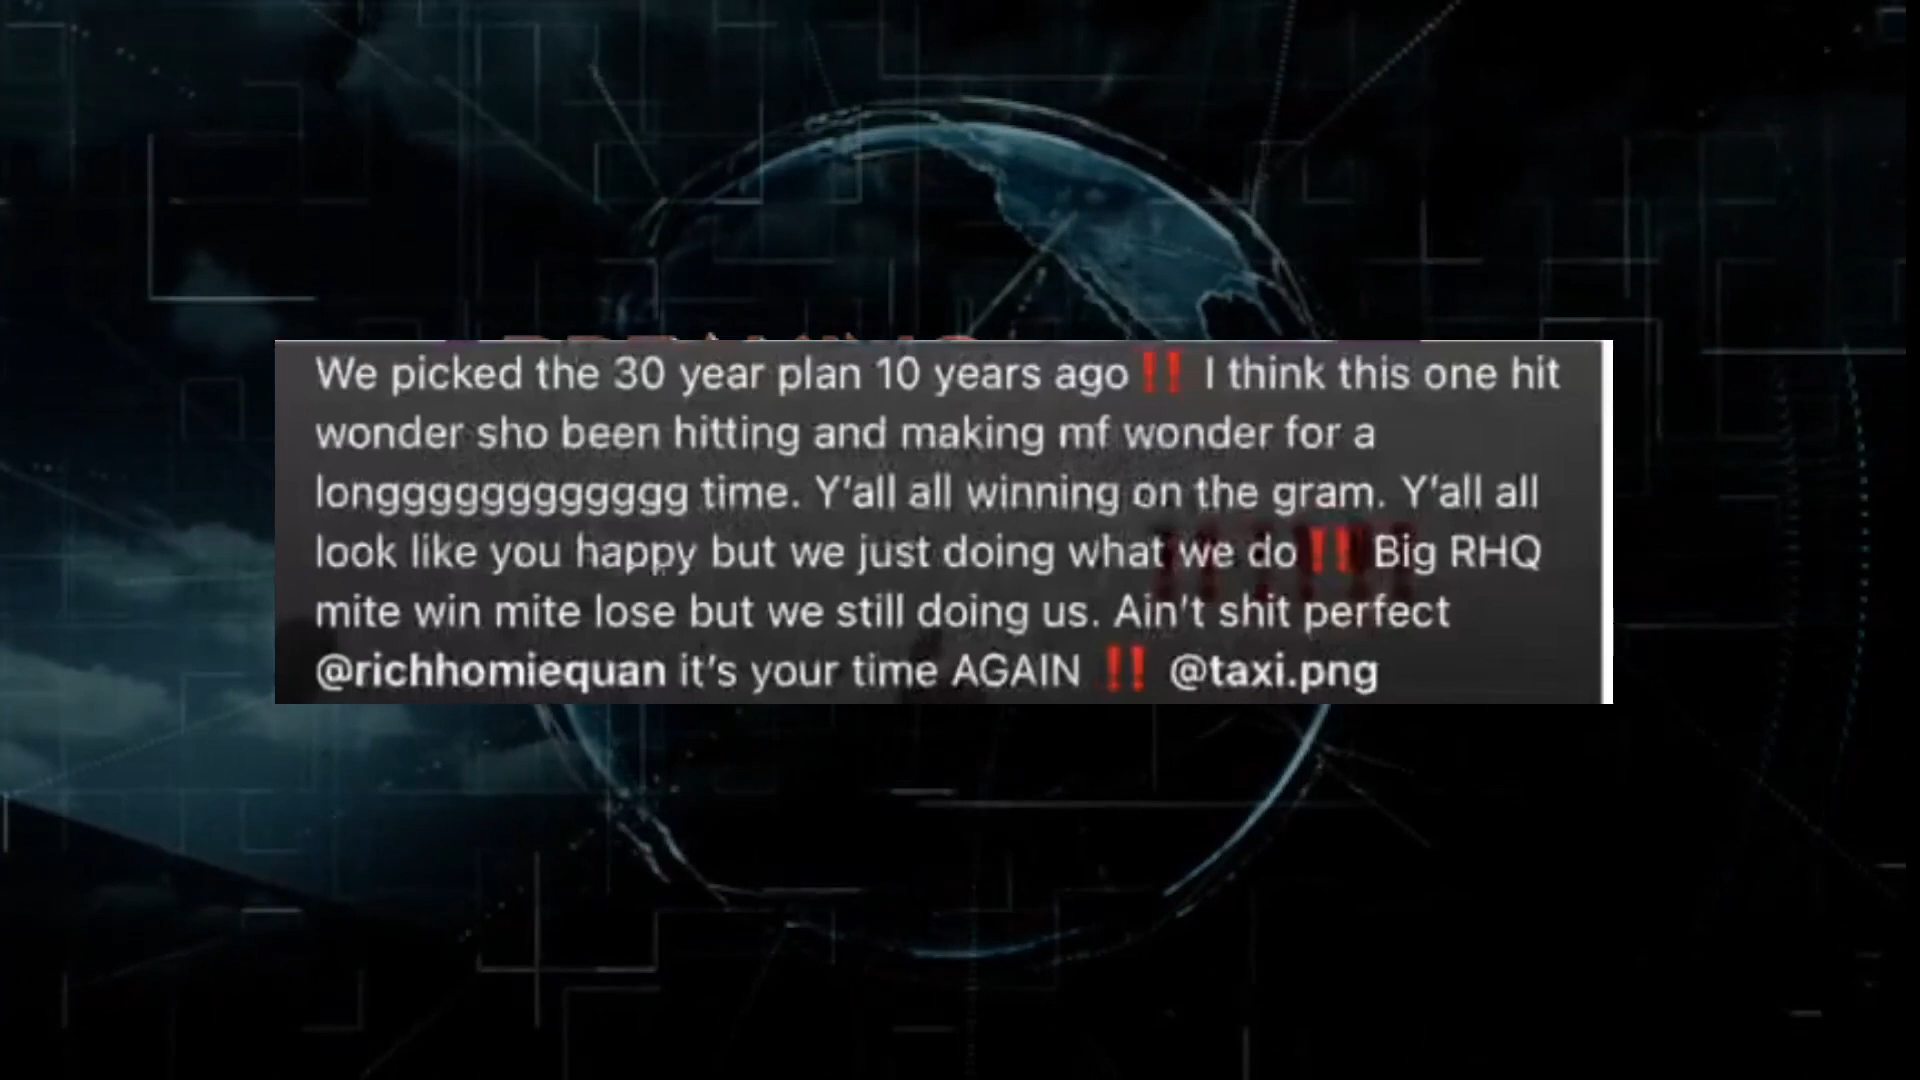 We picked the 30 year plan 10 years ago‼️ I think this one hit
wonder sho been hitting and making mf wonder for a
longggggggggggg time. Y'all all winning on the gram. Y'all all
look like you happy but we just doing what we do‼️ Big RHQ
mite win mite lose but we still doing us. Ain't shit perfect
@richhomiequan it's your time AGAIN ‼️ @taxi.png